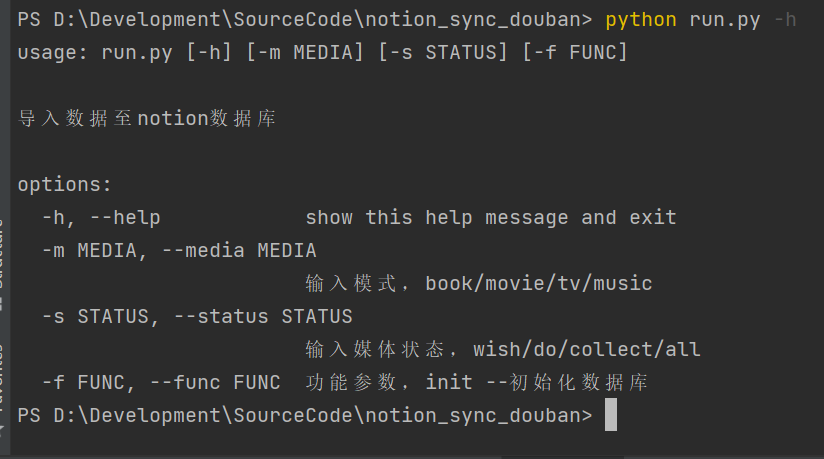 PS D:\Development\SourceCode\notion_sync_douban> python run.py -h
usage: run.py [-h] [-m MEDIA] [-s STATUS] [-f FUNC]
导入数据至notion数据库
options:
-h, --help show this help message and exit
-m MEDIA, --media MEDIA
输入模式，book/movie/tv/music
-s STATUS, --status STATUS
输入媒体状态，wish/do/collect/all
-f FUNC, --func FUNC 功能参数，init --初始化数据库
PS D:\Development\SourceCode\notion_sync_douban>